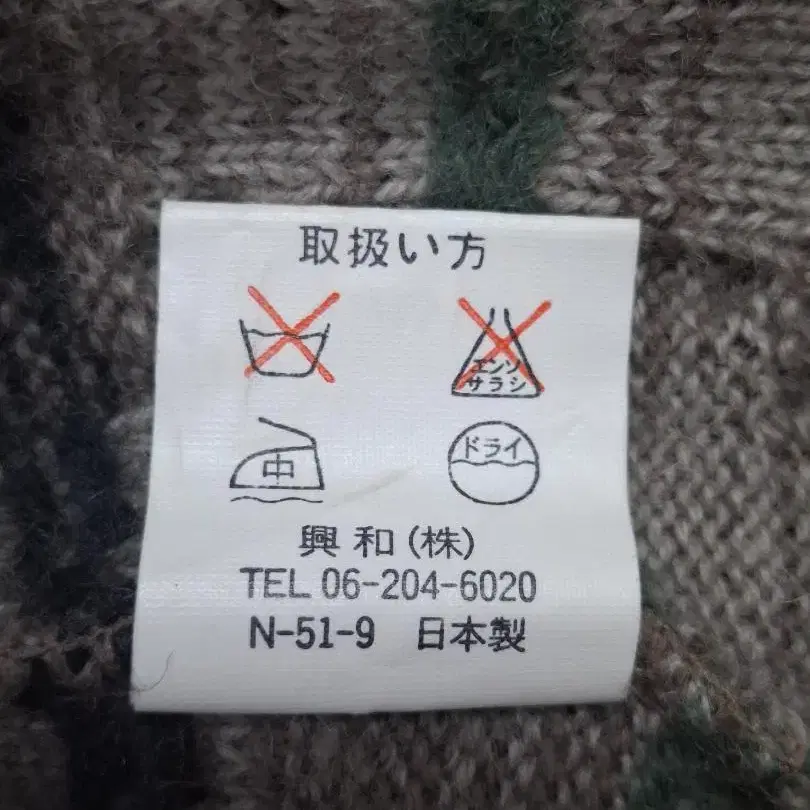 取扱い方
エンソ
サラシ
中
ドライ
興和(株)
TEL 06-204-6020
N-51-9 日本製